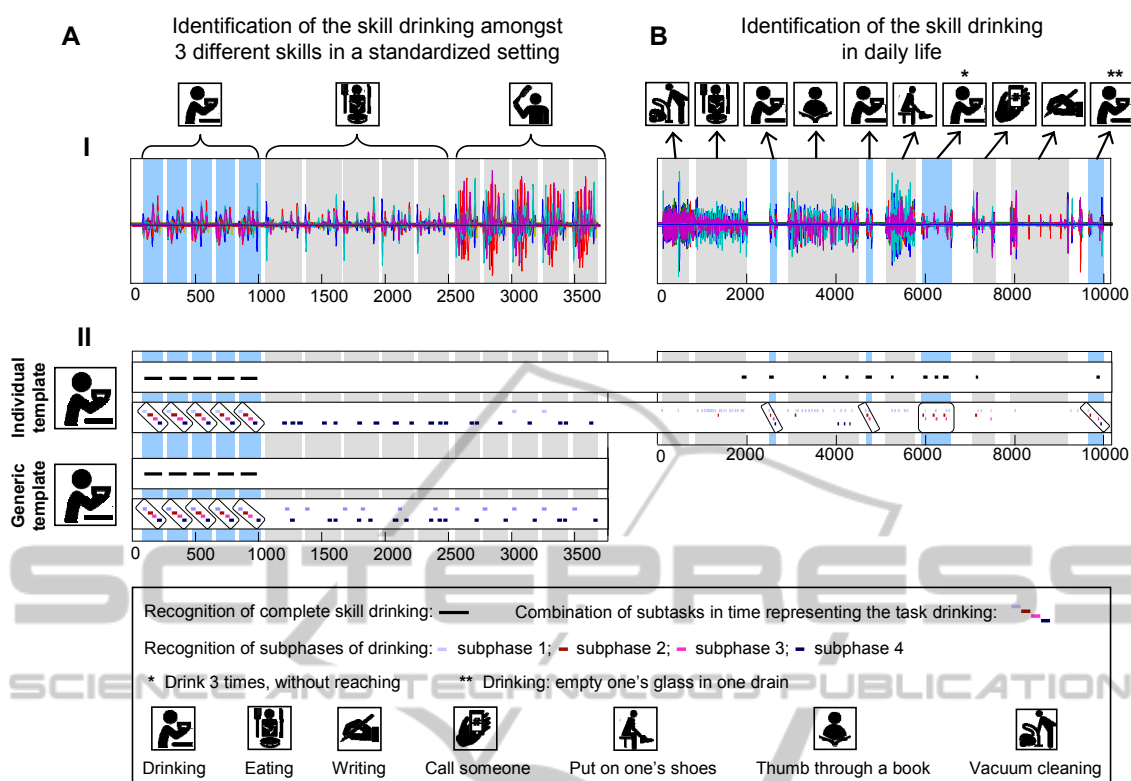 A
Identification of the skill drinking amongst
3 different skills in a standardized setting
B
Identification of the skill drinking
in daily life
* **
I
0 500 1000 1500 2000 2500 3000 3500
0 2000 4000 6000 8000 10000
II
Individual
template
0 2000 4000 6000 8000 10000
Generic
template
0 500 1000 1500 2000 2500 3000 3500
SCITEPRESS
SCIENCE AND TECHNOLOGY PUBLICATIONS
Recognition of complete skill drinking:
Combination of subtasks in time representing the task drinking:
Recognition of subphases of drinking: subphase 1; subphase 2; subphase 3; subphase 4
* Drink 3 times, without reaching
** Drinking: empty one's glass in one drain
Drinking Eating Writing Call someone Put on one's shoes Thumb through a book Vacuum cleaning